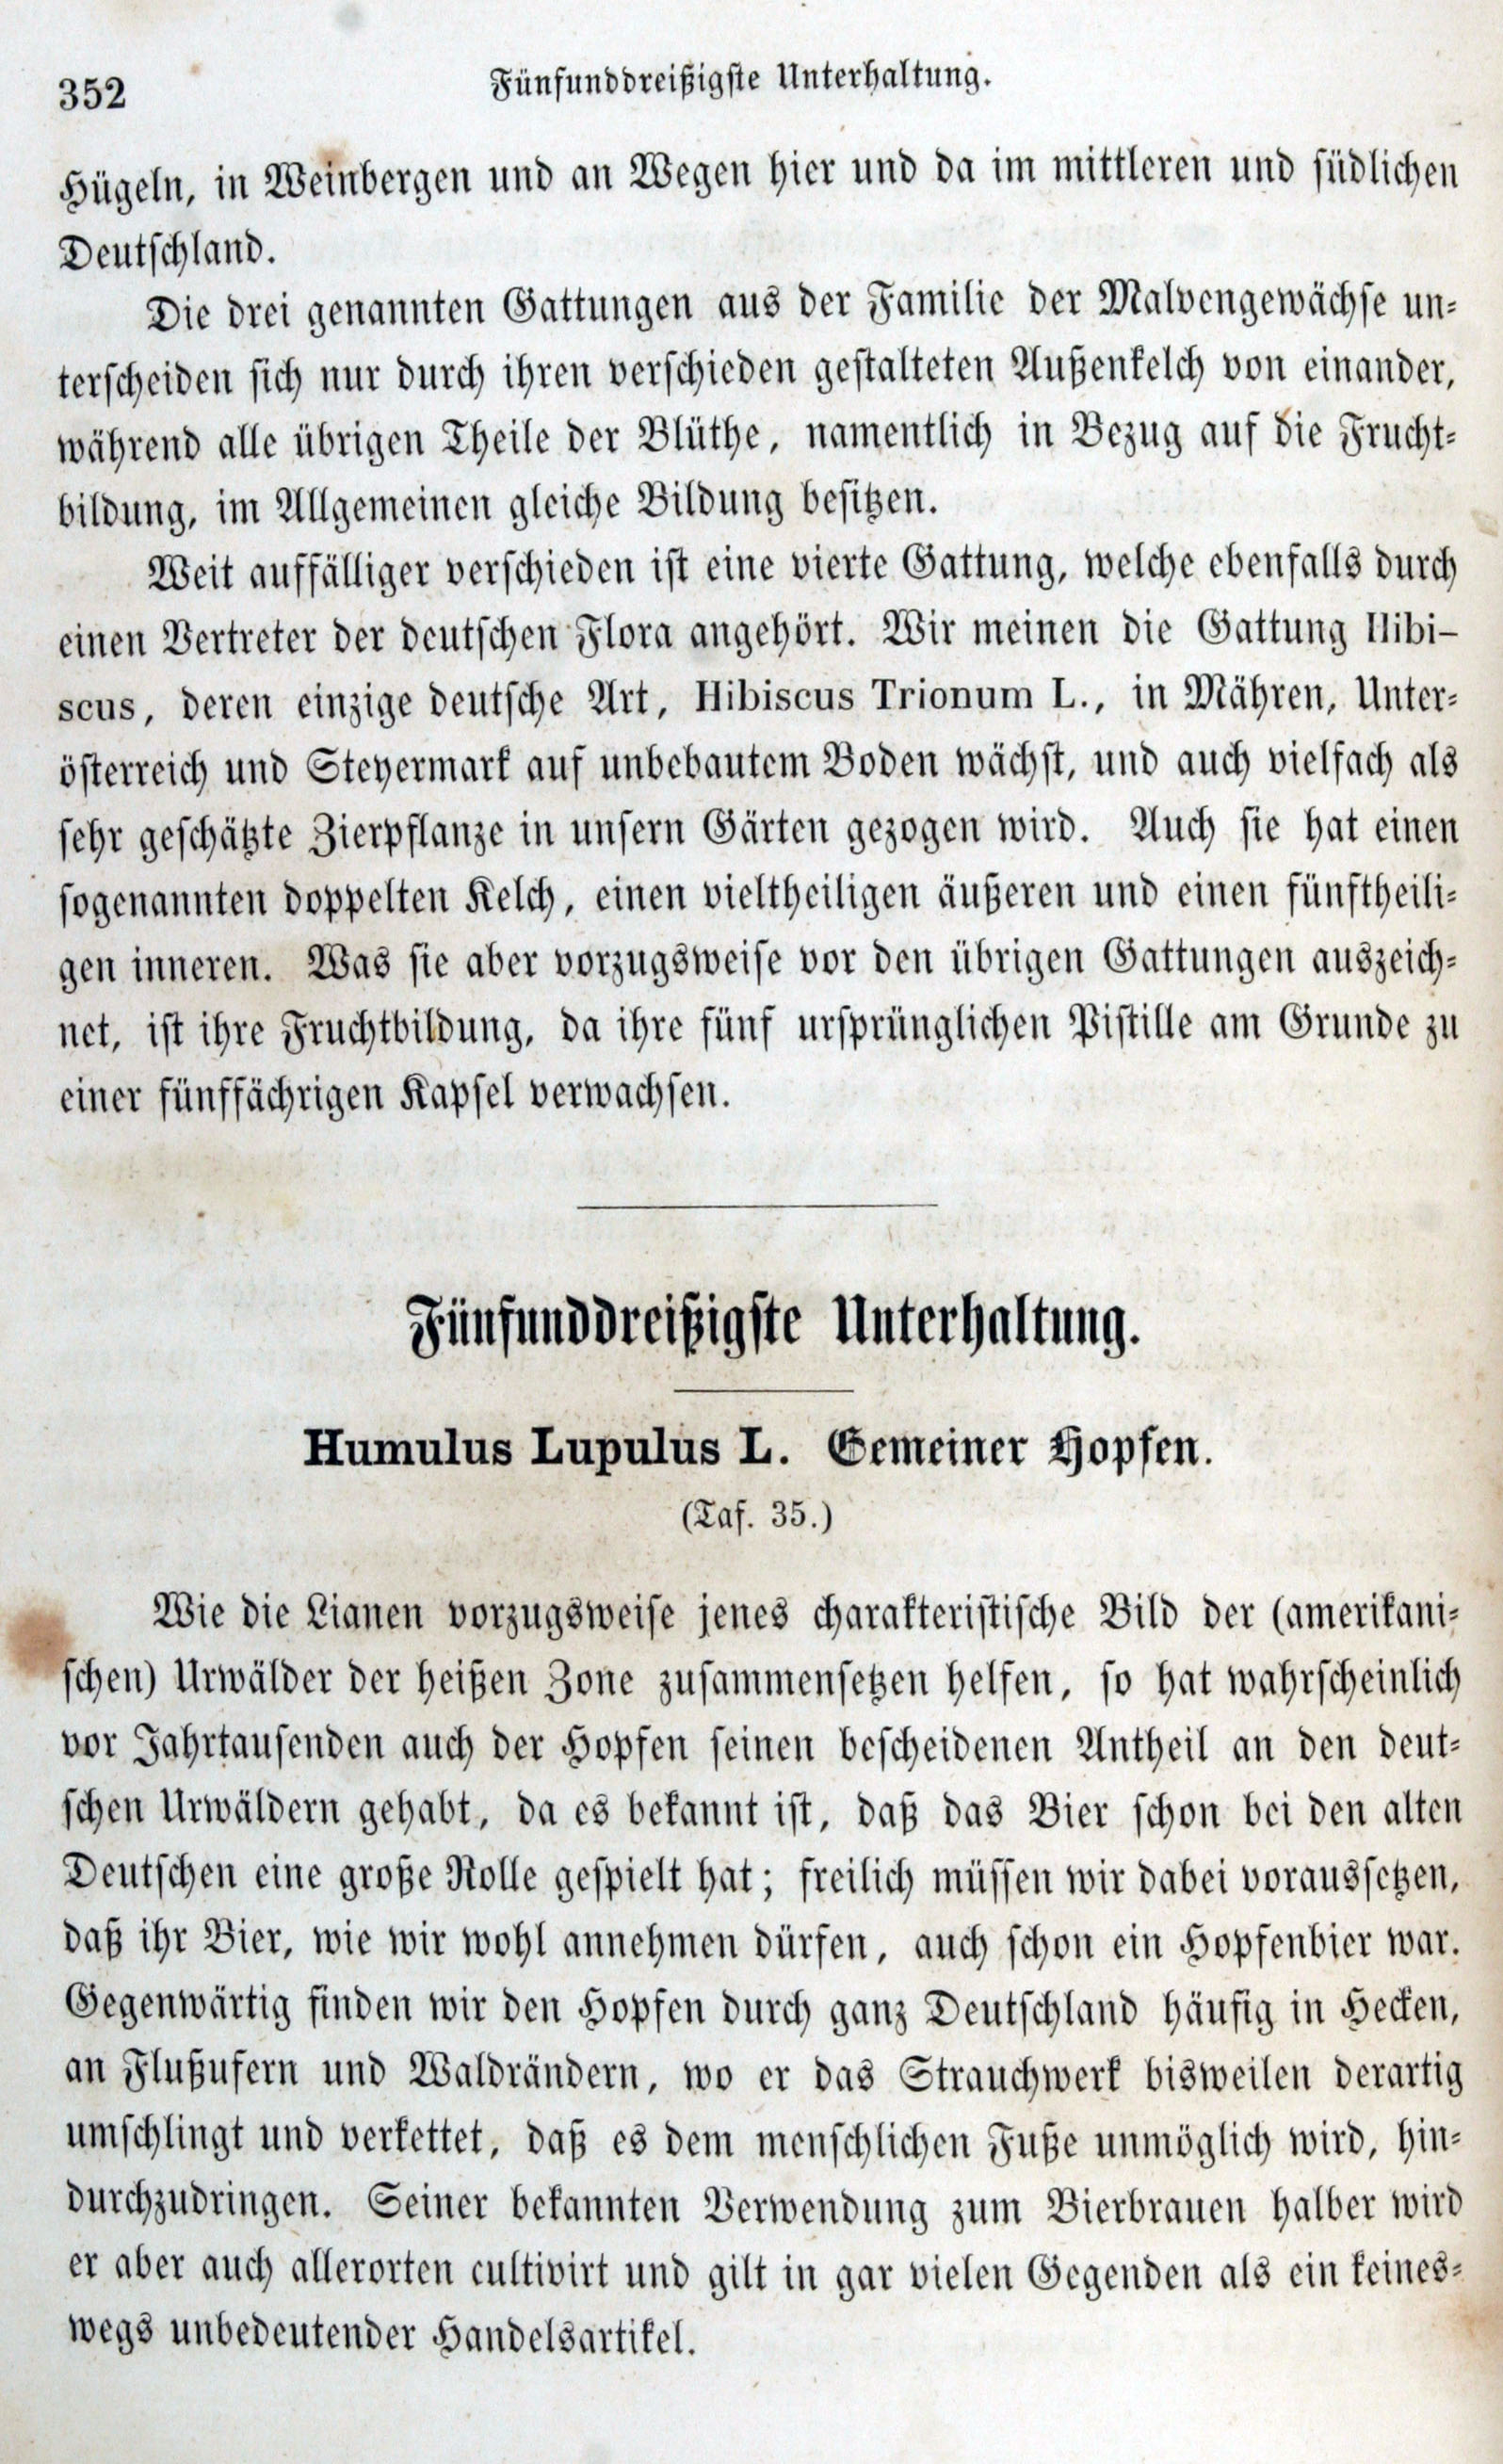 352
Fünfunddreißigste Unterhaltung.
Hügeln, in Weinbergen und an Wegen hier und da im mittleren und südlichen
Deutschland.
Die drei genannten Gattungen aus der Familie der Malvengewächse un-
terscheiden sich nur durch ihren verschieden gestalteten Außenkelch von einander,
während alle übrigen Theile der Blüthe, namentlich in Bezug auf die Frucht-
bildung, im Allgemeinen gleiche Bildung besitzen.
Weit auffälliger verschieden ist eine vierte Gattung, welche ebenfalls durch
einen Vertreter der deutschen Flora angehört. Wir meinen die Gattung Hibi-
scus, deren einzige deutsche Art, Hibiscus Trionum L., in Mähren, Unter-
österreich und Steyermark auf unbebautem Boden wächst, und auch vielfach als
sehr geschätzte Zierpflanze in unsern Gärten gezogen wird. Auch sie hat einen
sogenannten doppelten Kelch, einen vieltheiligen äußeren und einen fünftheili-
gen inneren. Was sie aber vorzugsweise vor den übrigen Gattungen auszeich-
net, ist ihre Fruchtbildung, da ihre fünf ursprünglichen Pistille am Grunde zu
einer fünffächrigen Kapsel verwachsen.
Fünfunddreißigste Unterhaltung.
Humulus Lupulus L. Gemeiner Hopfen.
(Taf. 35.)
Wie die Lianen vorzugsweise jenes charakteristische Bild der (amerikani-
schen) Urwälder der heißen Zone zusammensetzen helfen, so hat wahrscheinlich
vor Jahrtausenden auch der Hopfen seinen bescheidenen Antheil an den deut-
schen Urwäldern gehabt, da es bekannt ist, daß das Bier schon bei den alten
Deutschen eine große Rolle gespielt hat; freilich müssen wir dabei voraussetzen,
daß ihr Bier, wie wir wohl annehmen dürfen, auch schon ein Hopfenbier war.
Gegenwärtig finden wir den Hopfen durch ganz Deutschland häufig in Hecken,
an Flußufern und Waldrändern, wo er das Strauchwerk bisweilen derartig
umschlingt und verkettet, daß es dem menschlichen Fuße unmöglich wird, hin-
durchzudringen. Seiner bekannten Verwendung zum Bierbrauen halber wird
er aber auch allerorten cultivirt und gilt in gar vielen Gegenden als ein keines-
wegs unbedeutender Handelsartikel.